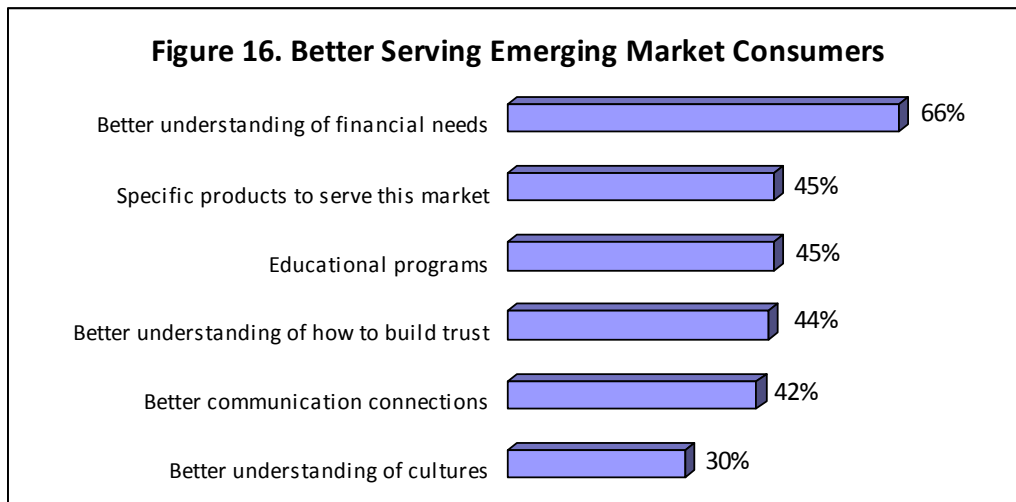 Figure 16. Better Serving Emerging Market Consumers
Better understanding of financial needs 66%
Specific products to serve this market 45%
Educational programs 45%
Better understanding of how to build trust 44%
Better communication connections 42%
Better understanding of cultures 30%